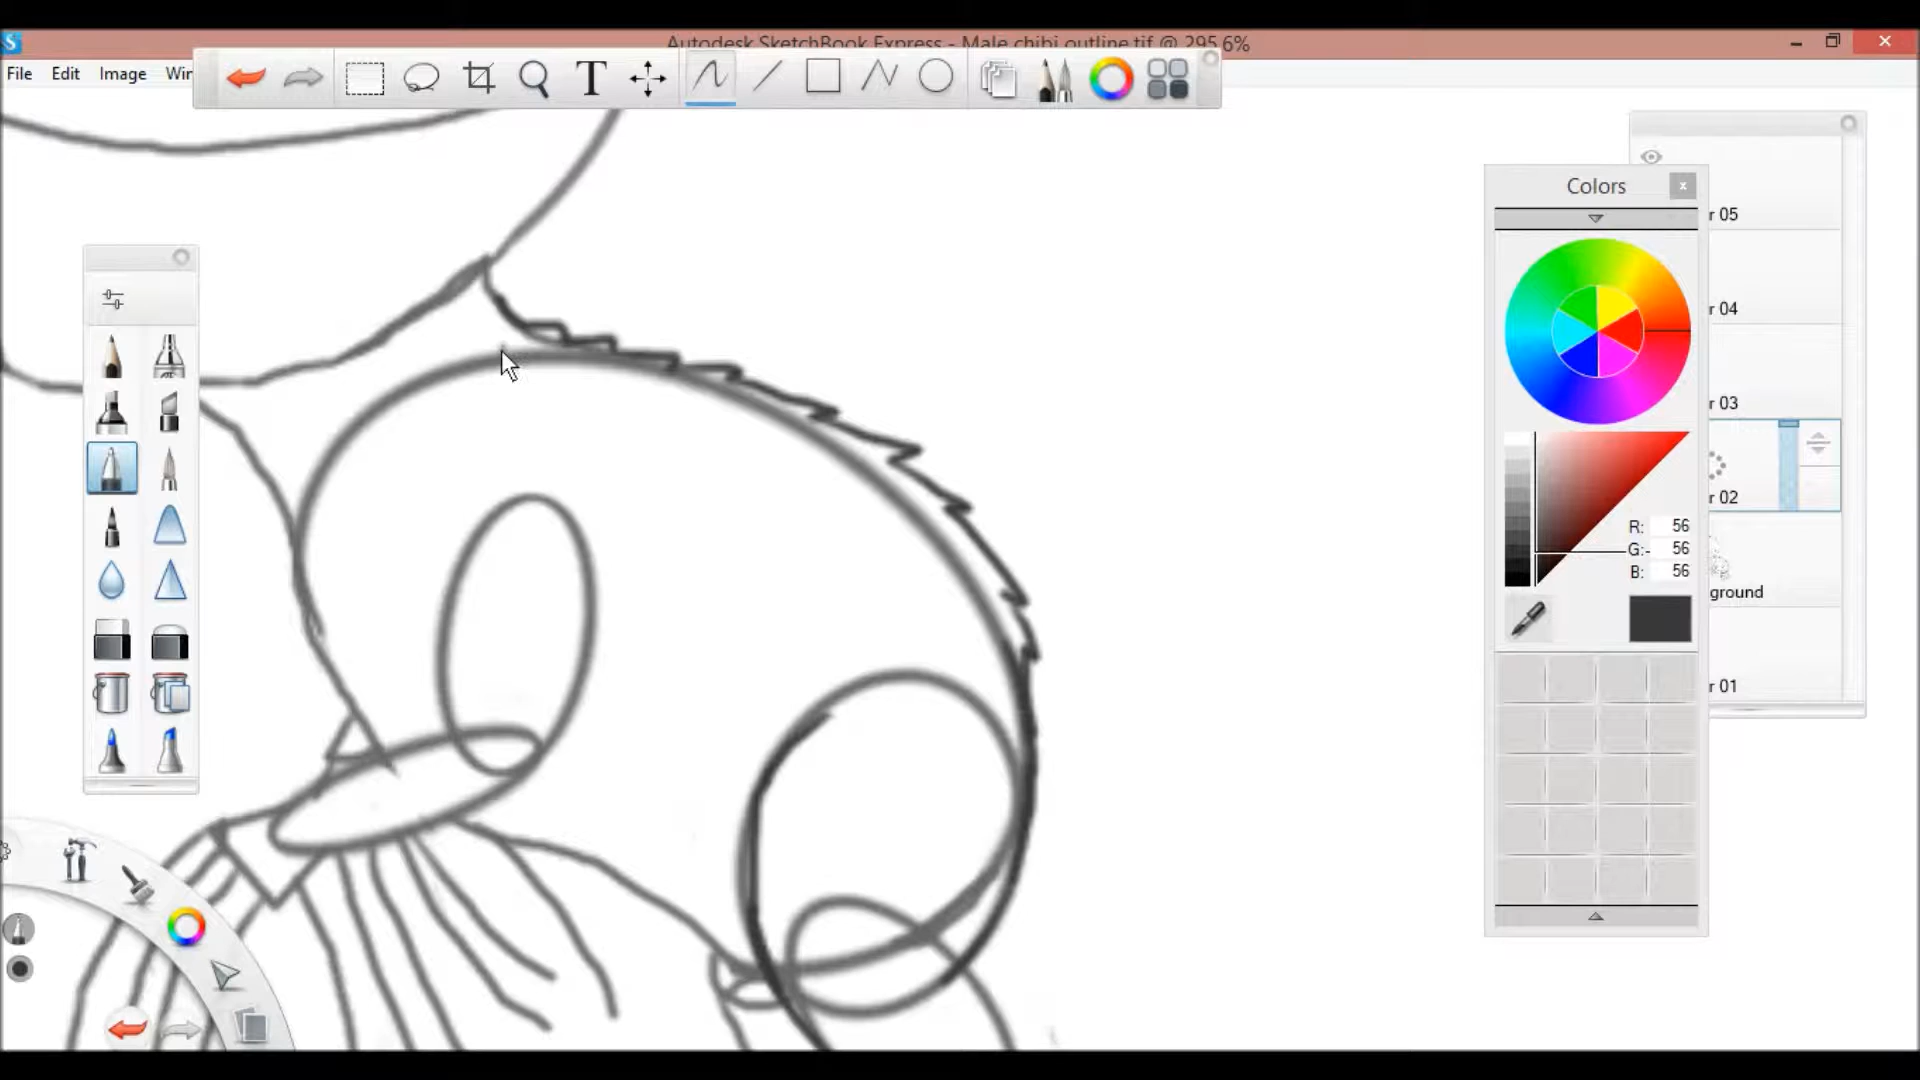 Autodesk SketchBook Express - Male chibi outline.tif @ 295.6%
File Edit Image Win
T
Colors
r 05
r 04
r 03
r 02
R: 56
G: 56
B: 56
ground
r 01